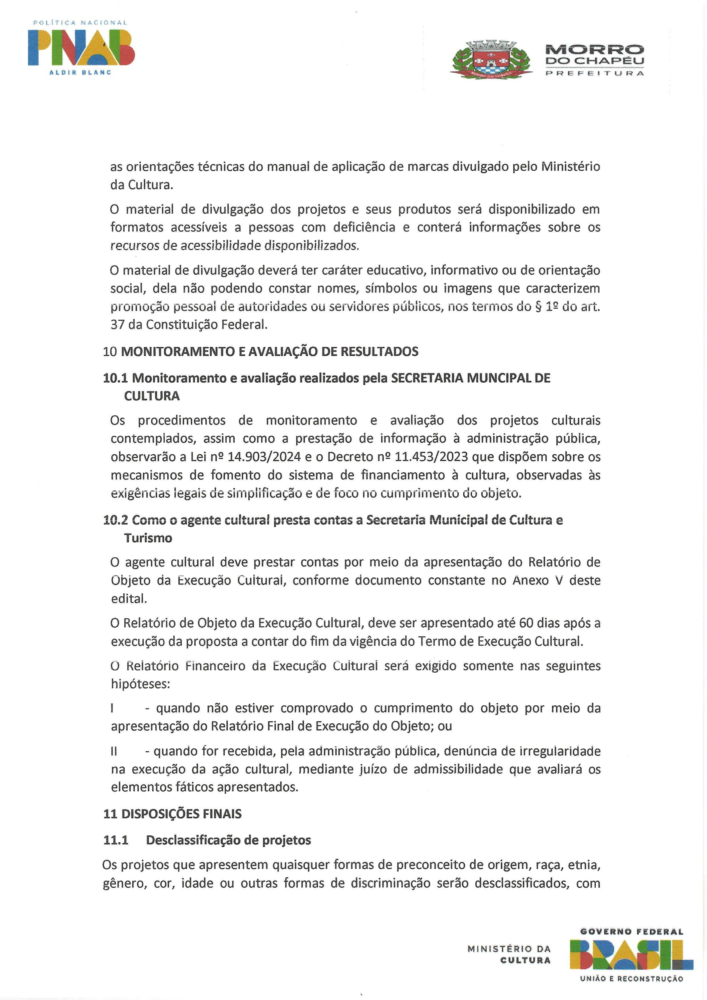 POLÍTICA NACIONAL
PNAB
ALDIR BLANC
MORRO DO CHAPÉU
MORRO
DO CHAPÉU
PREFEITURA
as orientações técnicas do manual de aplicação de marcas divulgado pelo Ministério
da Cultura.
O material de divulgação dos projetos e seus produtos será disponibilizado em
formatos acessíveis a pessoas com deficiência e conterá informações sobre os
recursos de acessibilidade disponibilizados.
O material de divulgação deverá ter caráter educativo, informativo ou de orientação
social, dela não podendo constar nomes, símbolos ou imagens que caracterizem
promoção pessoal de autoridades ou servidores públicos, nos termos do § 1º do art.
37 da Constituição Federal.
10 MONITORAMENTO E AVALIAÇÃO DE RESULTADOS
10.1 Monitoramento e avaliação realizados pela SECRETARIA MUNCIPAL DE
CULTURA
Os procedimentos de monitoramento e avaliação dos projetos culturais
contemplados, assim como a prestação de informação à administração pública,
observarão a Lei nº 14.903/2024 e o Decreto nº 11.453/2023 que dispõem sobre os
mecanismos de fomento do sistema de financiamento à cultura, observadas às
exigências legais de simplificação e de foco no cumprimento do objeto.
10.2 Como o agente cultural presta contas a Secretaria Municipal de Cultura e
Turismo
O agente cultural deve prestar contas por meio da apresentação do Relatório de
Objeto da Execução Cultural, conforme documento constante no Anexo V deste
edital.
O Relatório de Objeto da Execução Cultural, deve ser apresentado até 60 dias após a
execução da proposta a contar do fim da vigência do Termo de Execução Cultural.
O Relatório Financeiro da Execução Cultural será exigido somente nas seguintes
hipóteses:
I - quando não estiver comprovado o cumprimento do objeto por meio da
apresentação do Relatório Final de Execução do Objeto; ou
II - quando for recebida, pela administração pública, denúncia de irregularidade
na execução da ação cultural, mediante juízo de admissibilidade que avaliará os
elementos fáticos apresentados.
11 DISPOSIÇÕES FINAIS
11.1 Desclassificação de projetos
Os projetos que apresentem quaisquer formas de preconceito de origem, raça, etnia,
gênero, cor, idade ou outras formas de discriminação serão desclassificados, com
MINISTÉRIO DA
CULTURA
GOVERNO FEDERAL
BRASIL
UNIÃO E RECONSTRUÇÃO